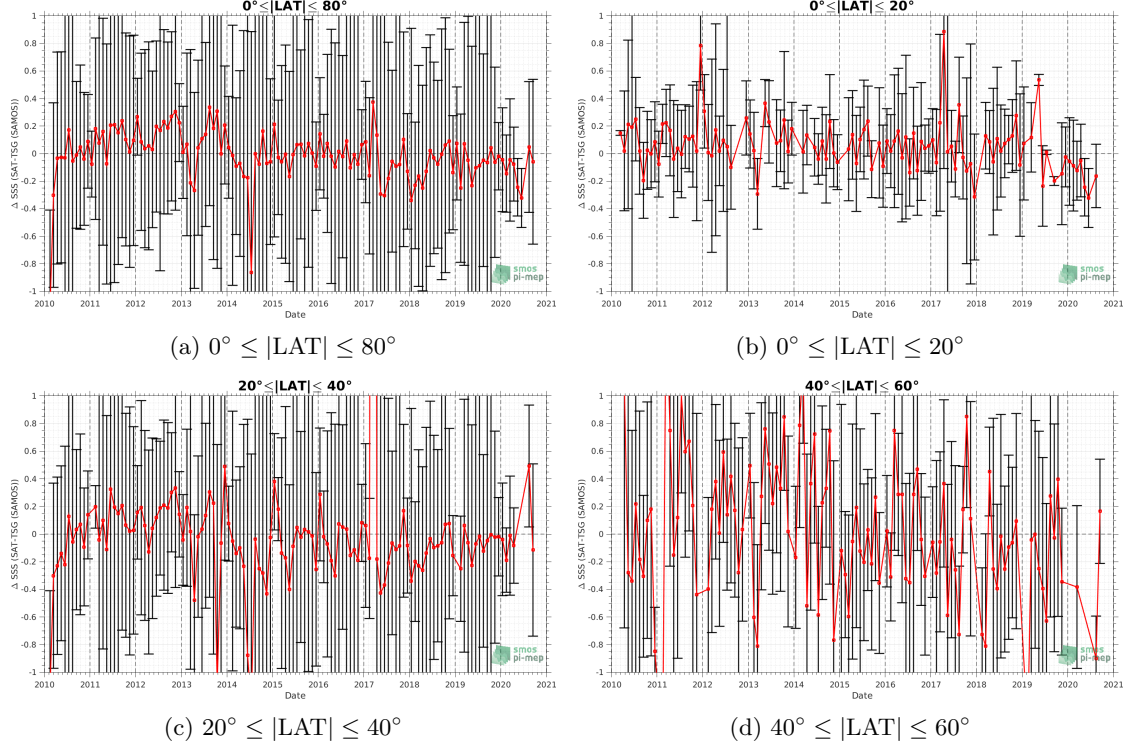 0°≤|LAT|≤ 80°
1
0.8
0.6
0.4
0.2
0
-0.2
-0.4
-0.6
-0.8
-1
Δ SSS (SAT-TSG (SAMOS))
2010 2011 2012 2013 2014 2015 2016 2017 2018 2019 2020 2021
Date
smos
pi-mep
(a) 0° ≤ |LAT| ≤ 80°
0°≤|LAT|≤ 20°
1
0.8
0.6
0.4
0.2
0
-0.2
-0.4
-0.6
-0.8
-1
Δ SSS (SAT-TSG (SAMOS))
2010 2011 2012 2013 2014 2015 2016 2017 2018 2019 2020 2021
Date
smos
pi-mep
(b) 0° ≤ |LAT| ≤ 20°
20°≤|LAT|≤ 40°
1
0.8
0.6
0.4
0.2
0
-0.2
-0.4
-0.6
-0.8
-1
Δ SSS (SAT-TSG (SAMOS))
2010 2011 2012 2013 2014 2015 2016 2017 2018 2019 2020 2021
Date
smos
pi-mep
(c) 20° ≤ |LAT| ≤ 40°
40°≤|LAT|≤ 60°
1
0.8
0.6
0.4
0.2
0
-0.2
-0.4
-0.6
-0.8
-1
Δ SSS (SAT-TSG (SAMOS))
2010 2011 2012 2013 2014 2015 2016 2017 2018 2019 2020 2021
Date
smos
pi-mep
(d) 40° ≤ |LAT| ≤ 60°